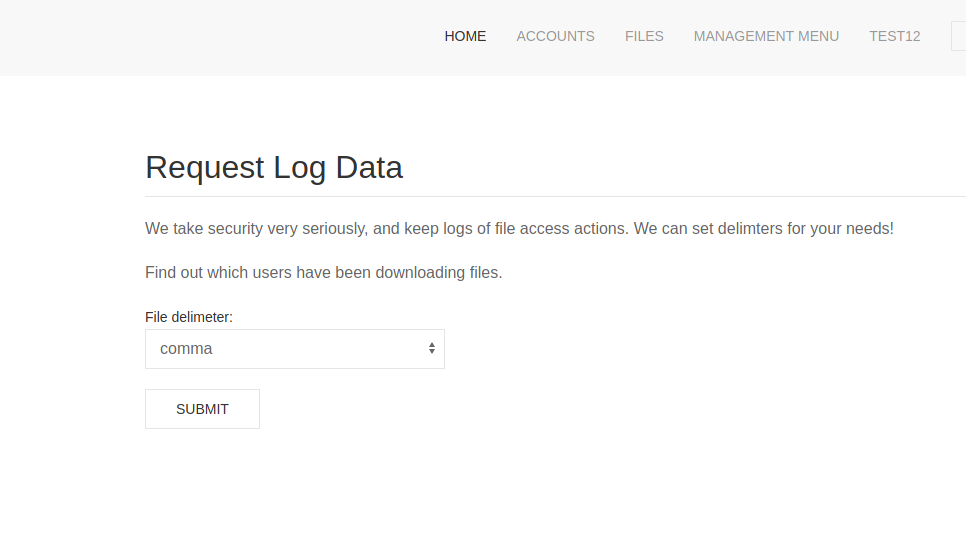 HOME ACCOUNTS FILES MANAGEMENT MENU TEST12
Request Log Data
We take security very seriously, and keep logs of file access actions. We can set delimters for your needs!
Find out which users have been downloading files.
File delimeter:
comma
SUBMIT